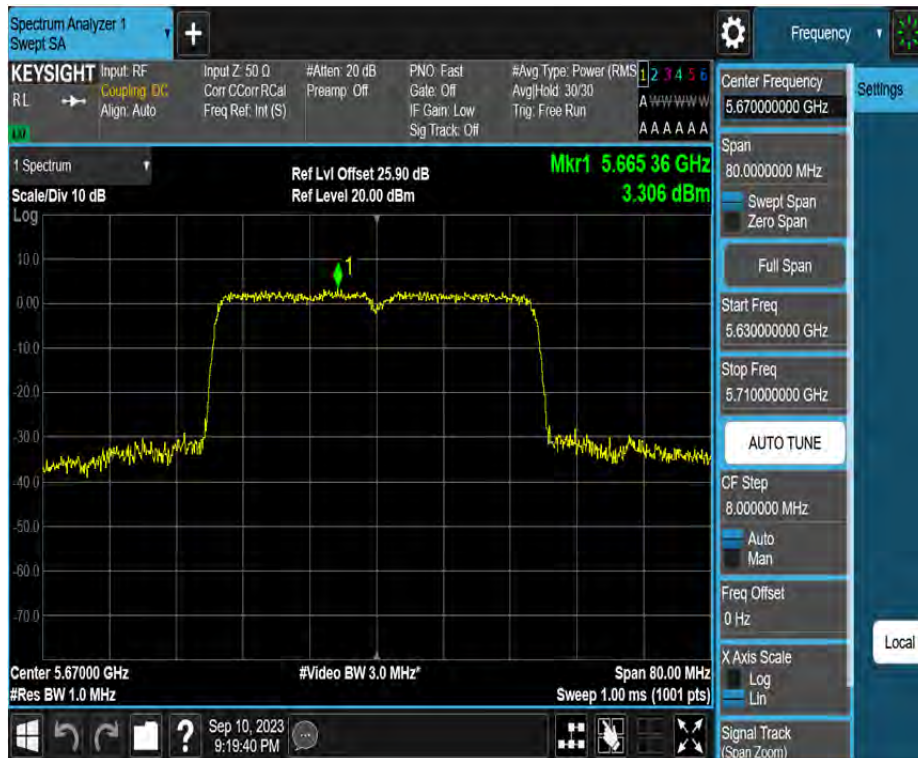 Spectrum Analyzer 1
Swept SA
+
Frequency
KEYSIGHT
RL
LXI
Input: RF
Coupling: DC
Align: Auto
Input Z: 50 Ω
Corr CCorr RCal
Freq Ref: Int (S)
#Atten: 20 dB
Preamp: Off
PNO: Fast
Gate: Off
IF Gain: Low
Sig Track: Off
#Avg Type: Power (RMS
Avg|Hold: 30/30
Trig: Free Run
1 2 3 4 5 6
A W W W W W
A A A A A A
1 Spectrum
Scale/Div 10 dB
Ref Lvl Offset 25.90 dB
Ref Level 20.00 dBm
Mkr1 5.665 36 GHz
3.306 dBm
Log
1
10.0
0.00
-10.0
-20.0
-30.0
-40.0
-50.0
-60.0
-70.0
Center 5.67000 GHz
#Res BW 1.0 MHz
#Video BW 3.0 MHz*
Span 80.00 MHz
Sweep 1.00 ms (1001 pts)
?
Sep 10, 2023
9:19:40 PM
Center Frequency
5.670000000 GHz
Span
80.0000000 MHz
Swept Span
Zero Span
Full Span
Start Freq
5.630000000 GHz
Stop Freq
5.710000000 GHz
AUTO TUNE
CF Step
8.000000 MHz
Auto
Man
Freq Offset
0 Hz
X Axis Scale
Log
Lin
Signal Track
(Span Zoom)
Settings
Local